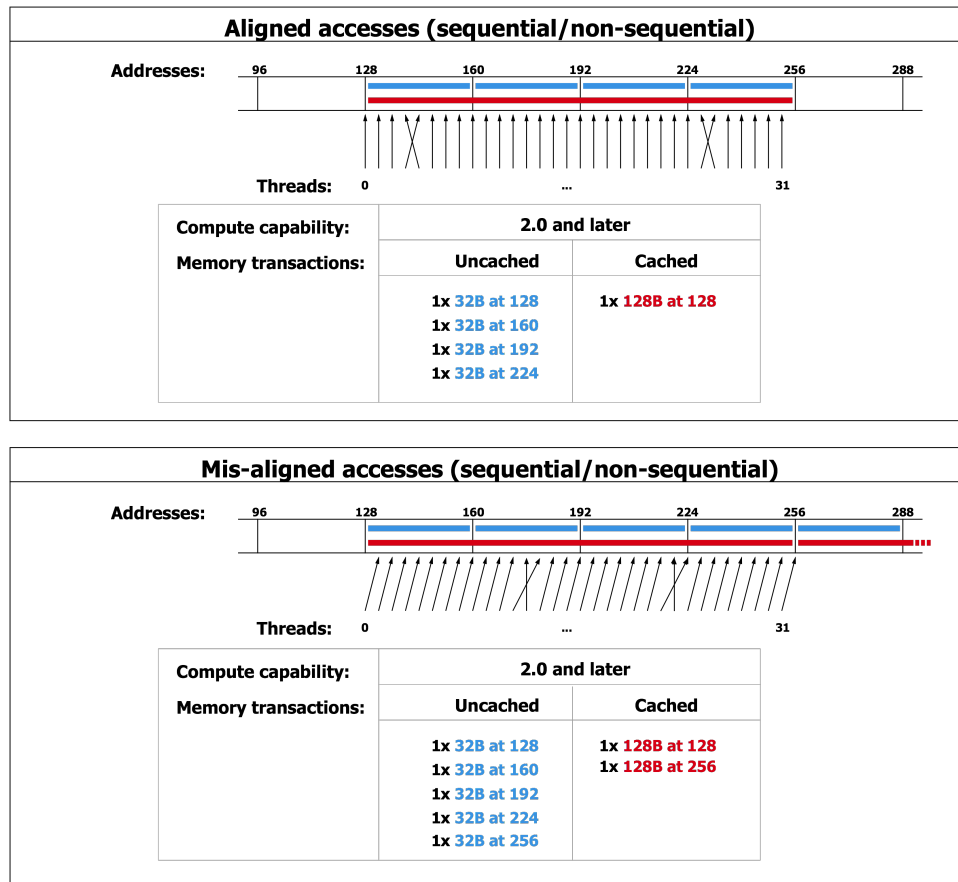 Aligned accesses (sequential/non-sequential)
Addresses: 96 128 160 192 224 256 288
Threads: 0 ... 31
Compute capability: 2.0 and later
Memory transactions: Uncached Cached
1x 32B at 128 1x 128B at 128
1x 32B at 160
1x 32B at 192
1x 32B at 224
Mis-aligned accesses (sequential/non-sequential)
Addresses: 96 128 160 192 224 256 288
Threads: 0 ... 31
Compute capability: 2.0 and later
Memory transactions: Uncached Cached
1x 32B at 128 1x 128B at 128
1x 32B at 160 1x 128B at 256
1x 32B at 192
1x 32B at 224
1x 32B at 256